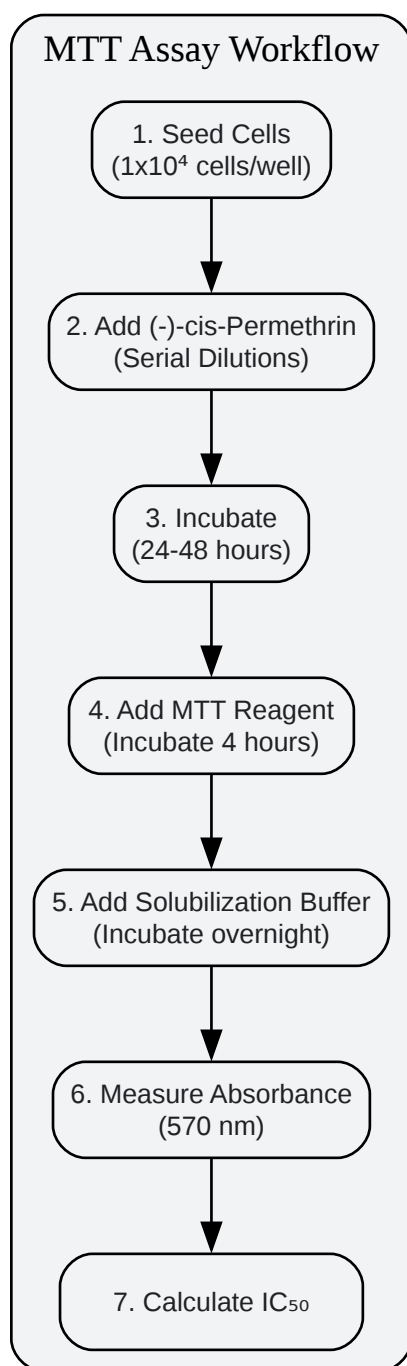 MTT Assay Workflow
1. Seed Cells
(1x10⁴ cells/well)
2. Add (-)-cis-Permethrin
(Serial Dilutions)
3. Incubate
(24-48 hours)
4. Add MTT Reagent
(Incubate 4 hours)
5. Add Solubilization Buffer
(Incubate overnight)
6. Measure Absorbance
(570 nm)
7. Calculate IC₅₀